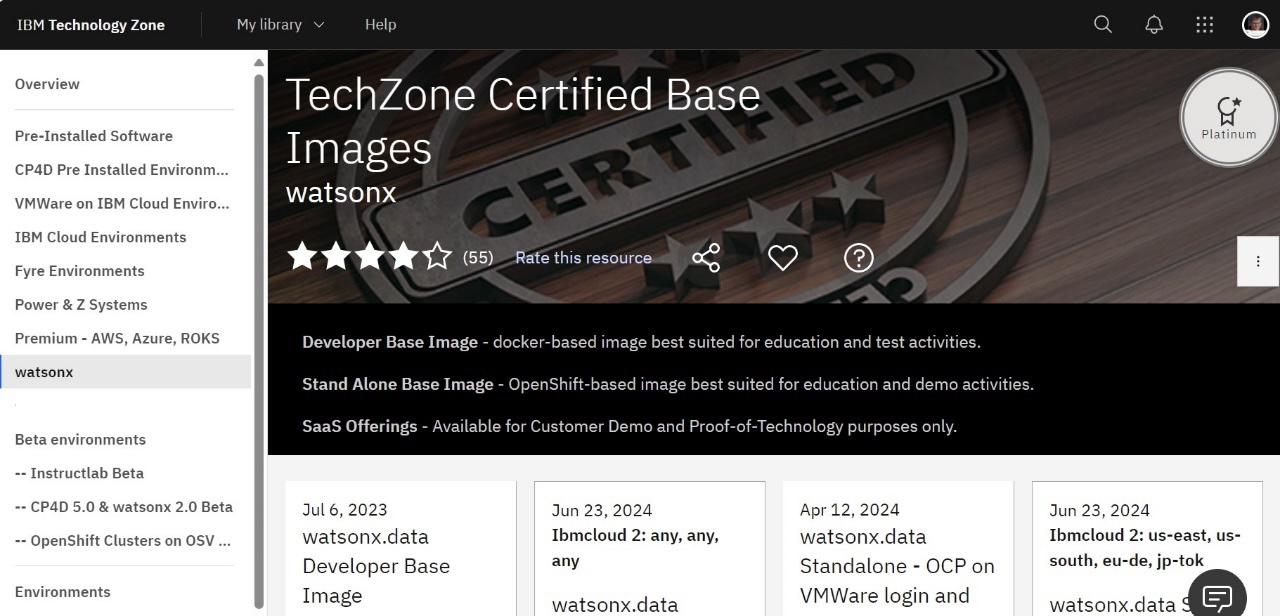 IBM Technology Zone
My library
Help
Overview
Pre-Installed Software
CP4D Pre Installed Environm...
VMWare on IBM Cloud Enviro...
IBM Cloud Environments
Fyre Environments
Power & Z Systems
Premium - AWS, Azure, ROKS
watsonx
Beta environments
-- Instructlab Beta
-- CP4D 5.0 & watsonx 2.0 Beta
-- OpenShift Clusters on OSV ...
Environments
TechZone Certified Base
Images
watsonx
CERTIFIED
Platinum
(55)
Rate this resource
Developer Base Image - docker-based image best suited for education and test activities.
Stand Alone Base Image - OpenShift-based image best suited for education and demo activities.
SaaS Offerings - Available for Customer Demo and Proof-of-Technology purposes only.
Jul 6, 2023
watsonx.data
Developer Base
Image
Jun 23, 2024
Ibmcloud 2: any, any,
any
watsonx.data
Apr 12, 2024
watsonx.data
Standalone - OCP on
VMWare login and
Jun 23, 2024
Ibmcloud 2: us-east, us-
south, eu-de, jp-tok
watsonx.data